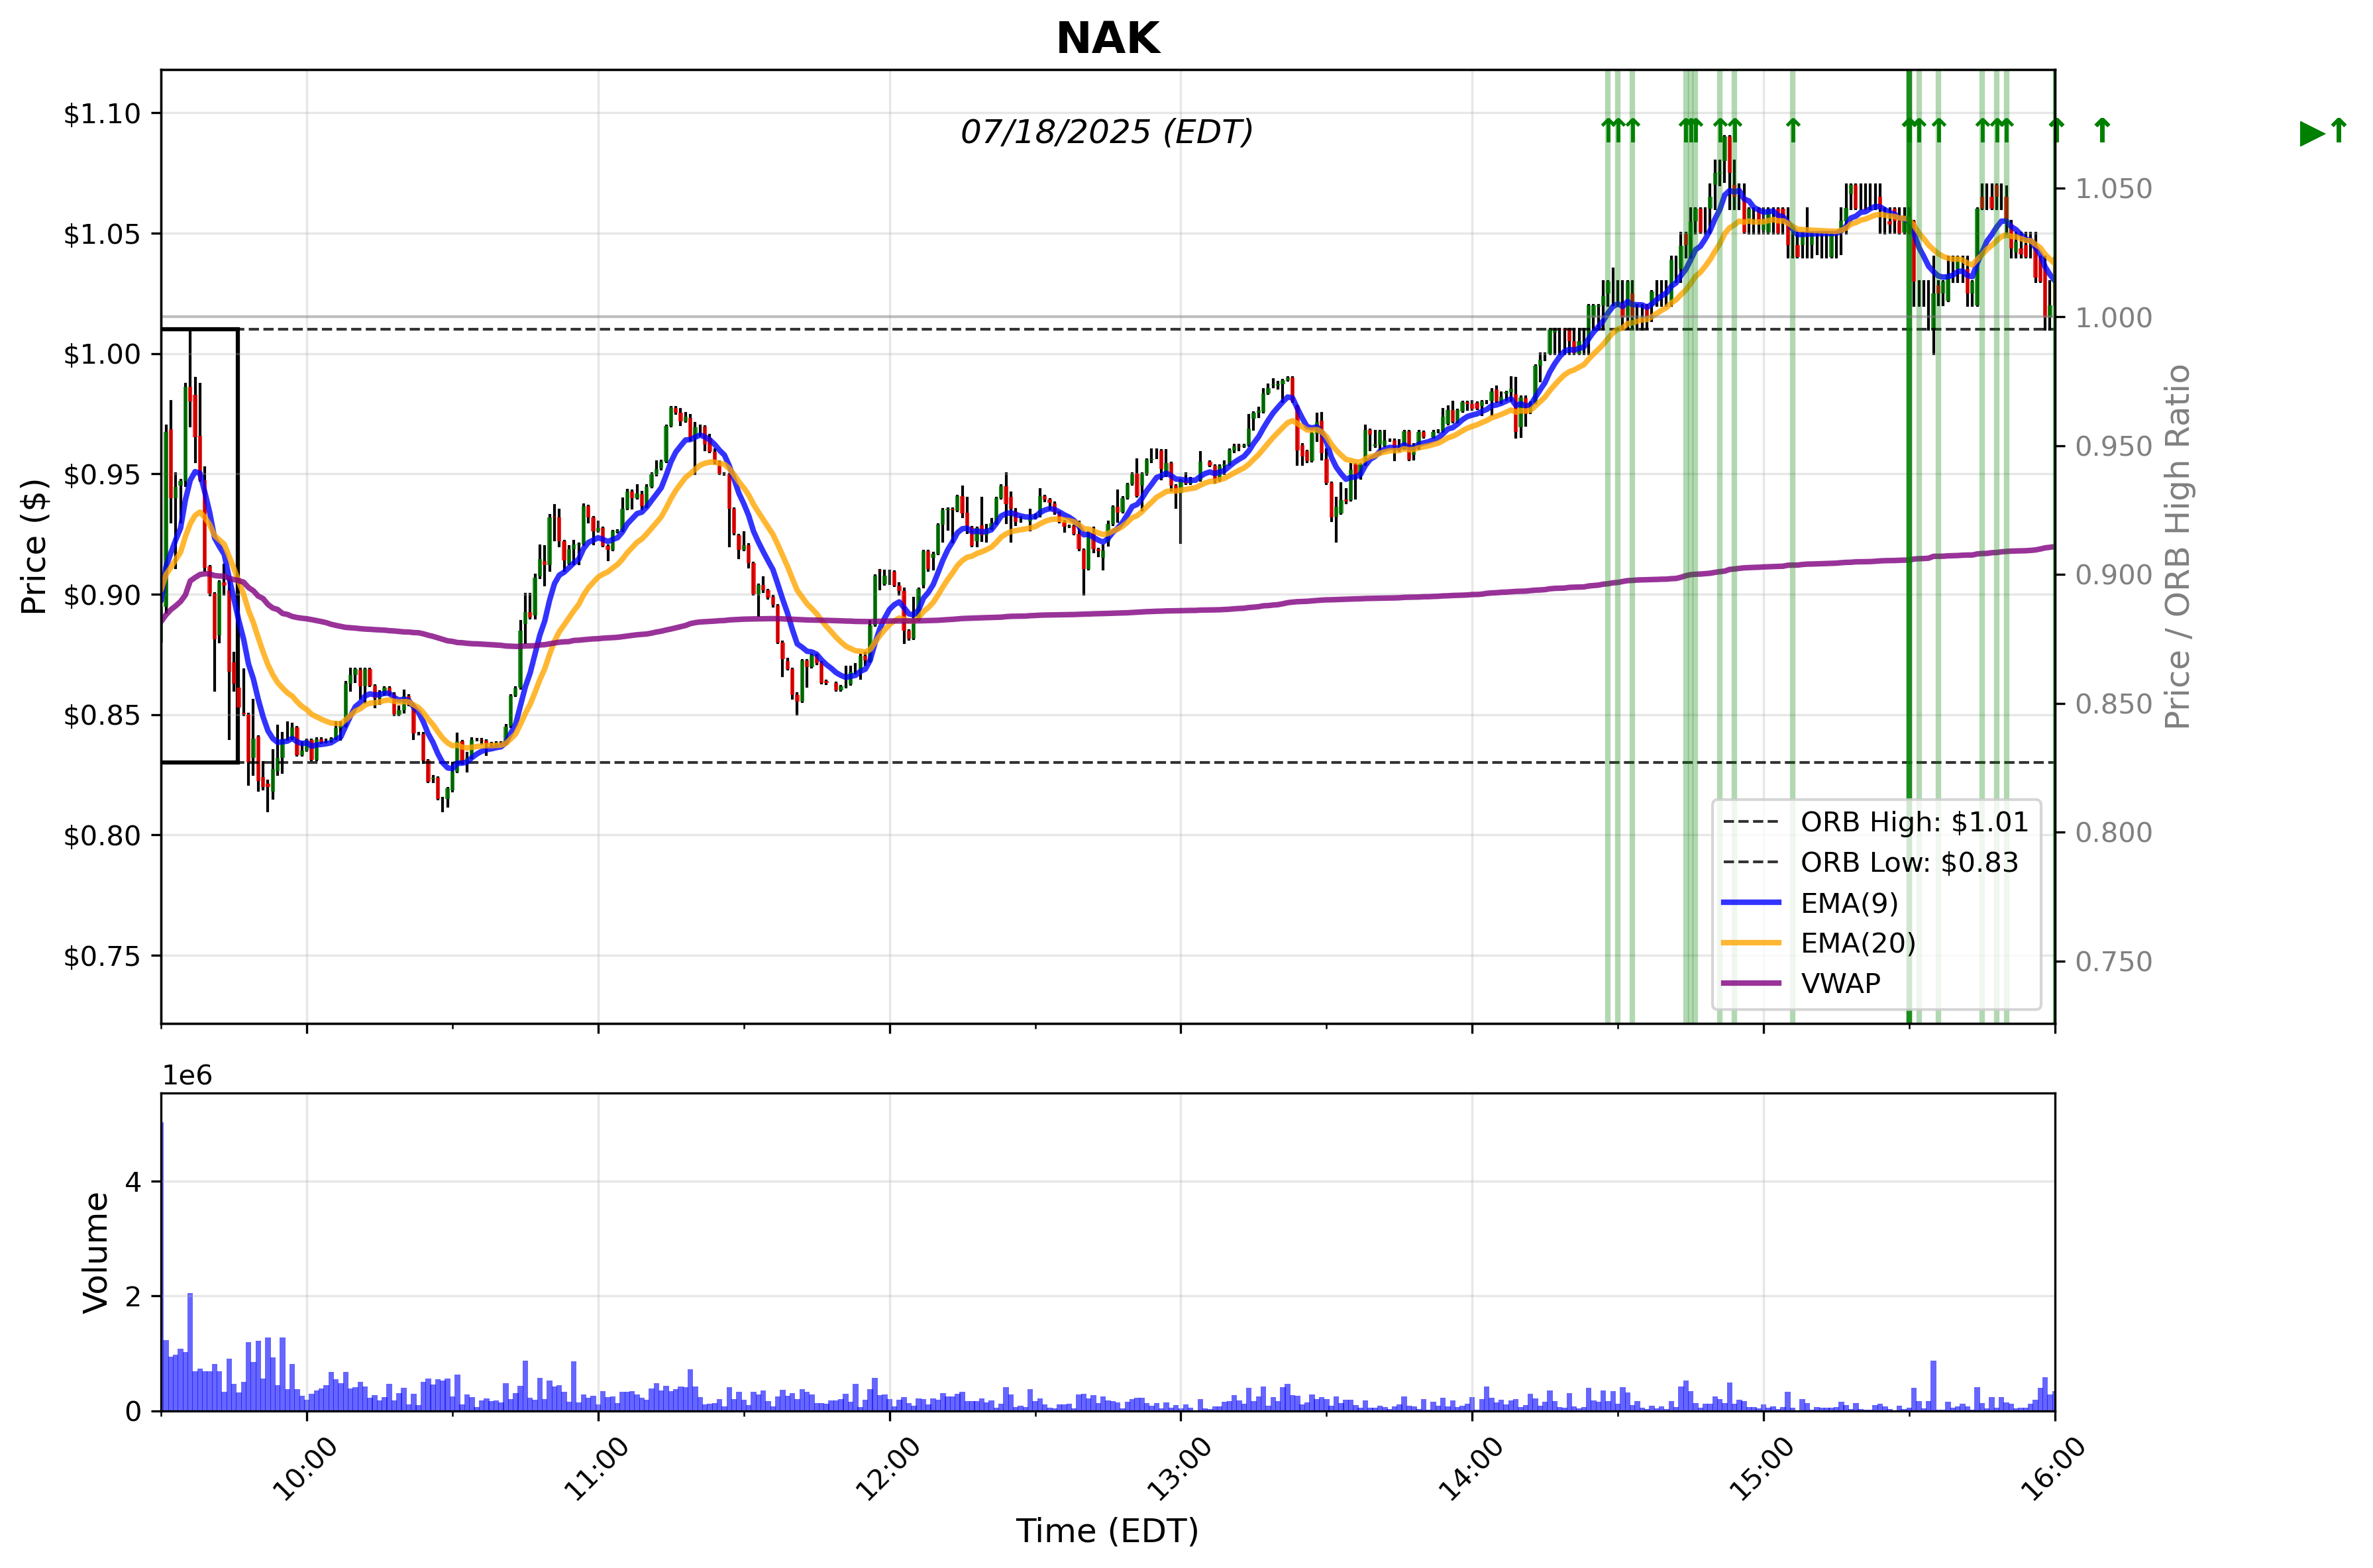 NAK
07/18/2025 (EDT)
Price ($)
$1.10
$1.05
$1.00
$0.95
$0.90
$0.85
$0.80
$0.75
1.050
1.000
0.950
0.900
0.850
0.800
0.750
Price / ORB High Ratio
ORB High: $1.01
ORB Low: $0.83
EMA(9)
EMA(20)
VWAP
1e6
Volume
4
2
0
10:00
11:00
12:00
13:00
14:00
15:00
16:00
Time (EDT)